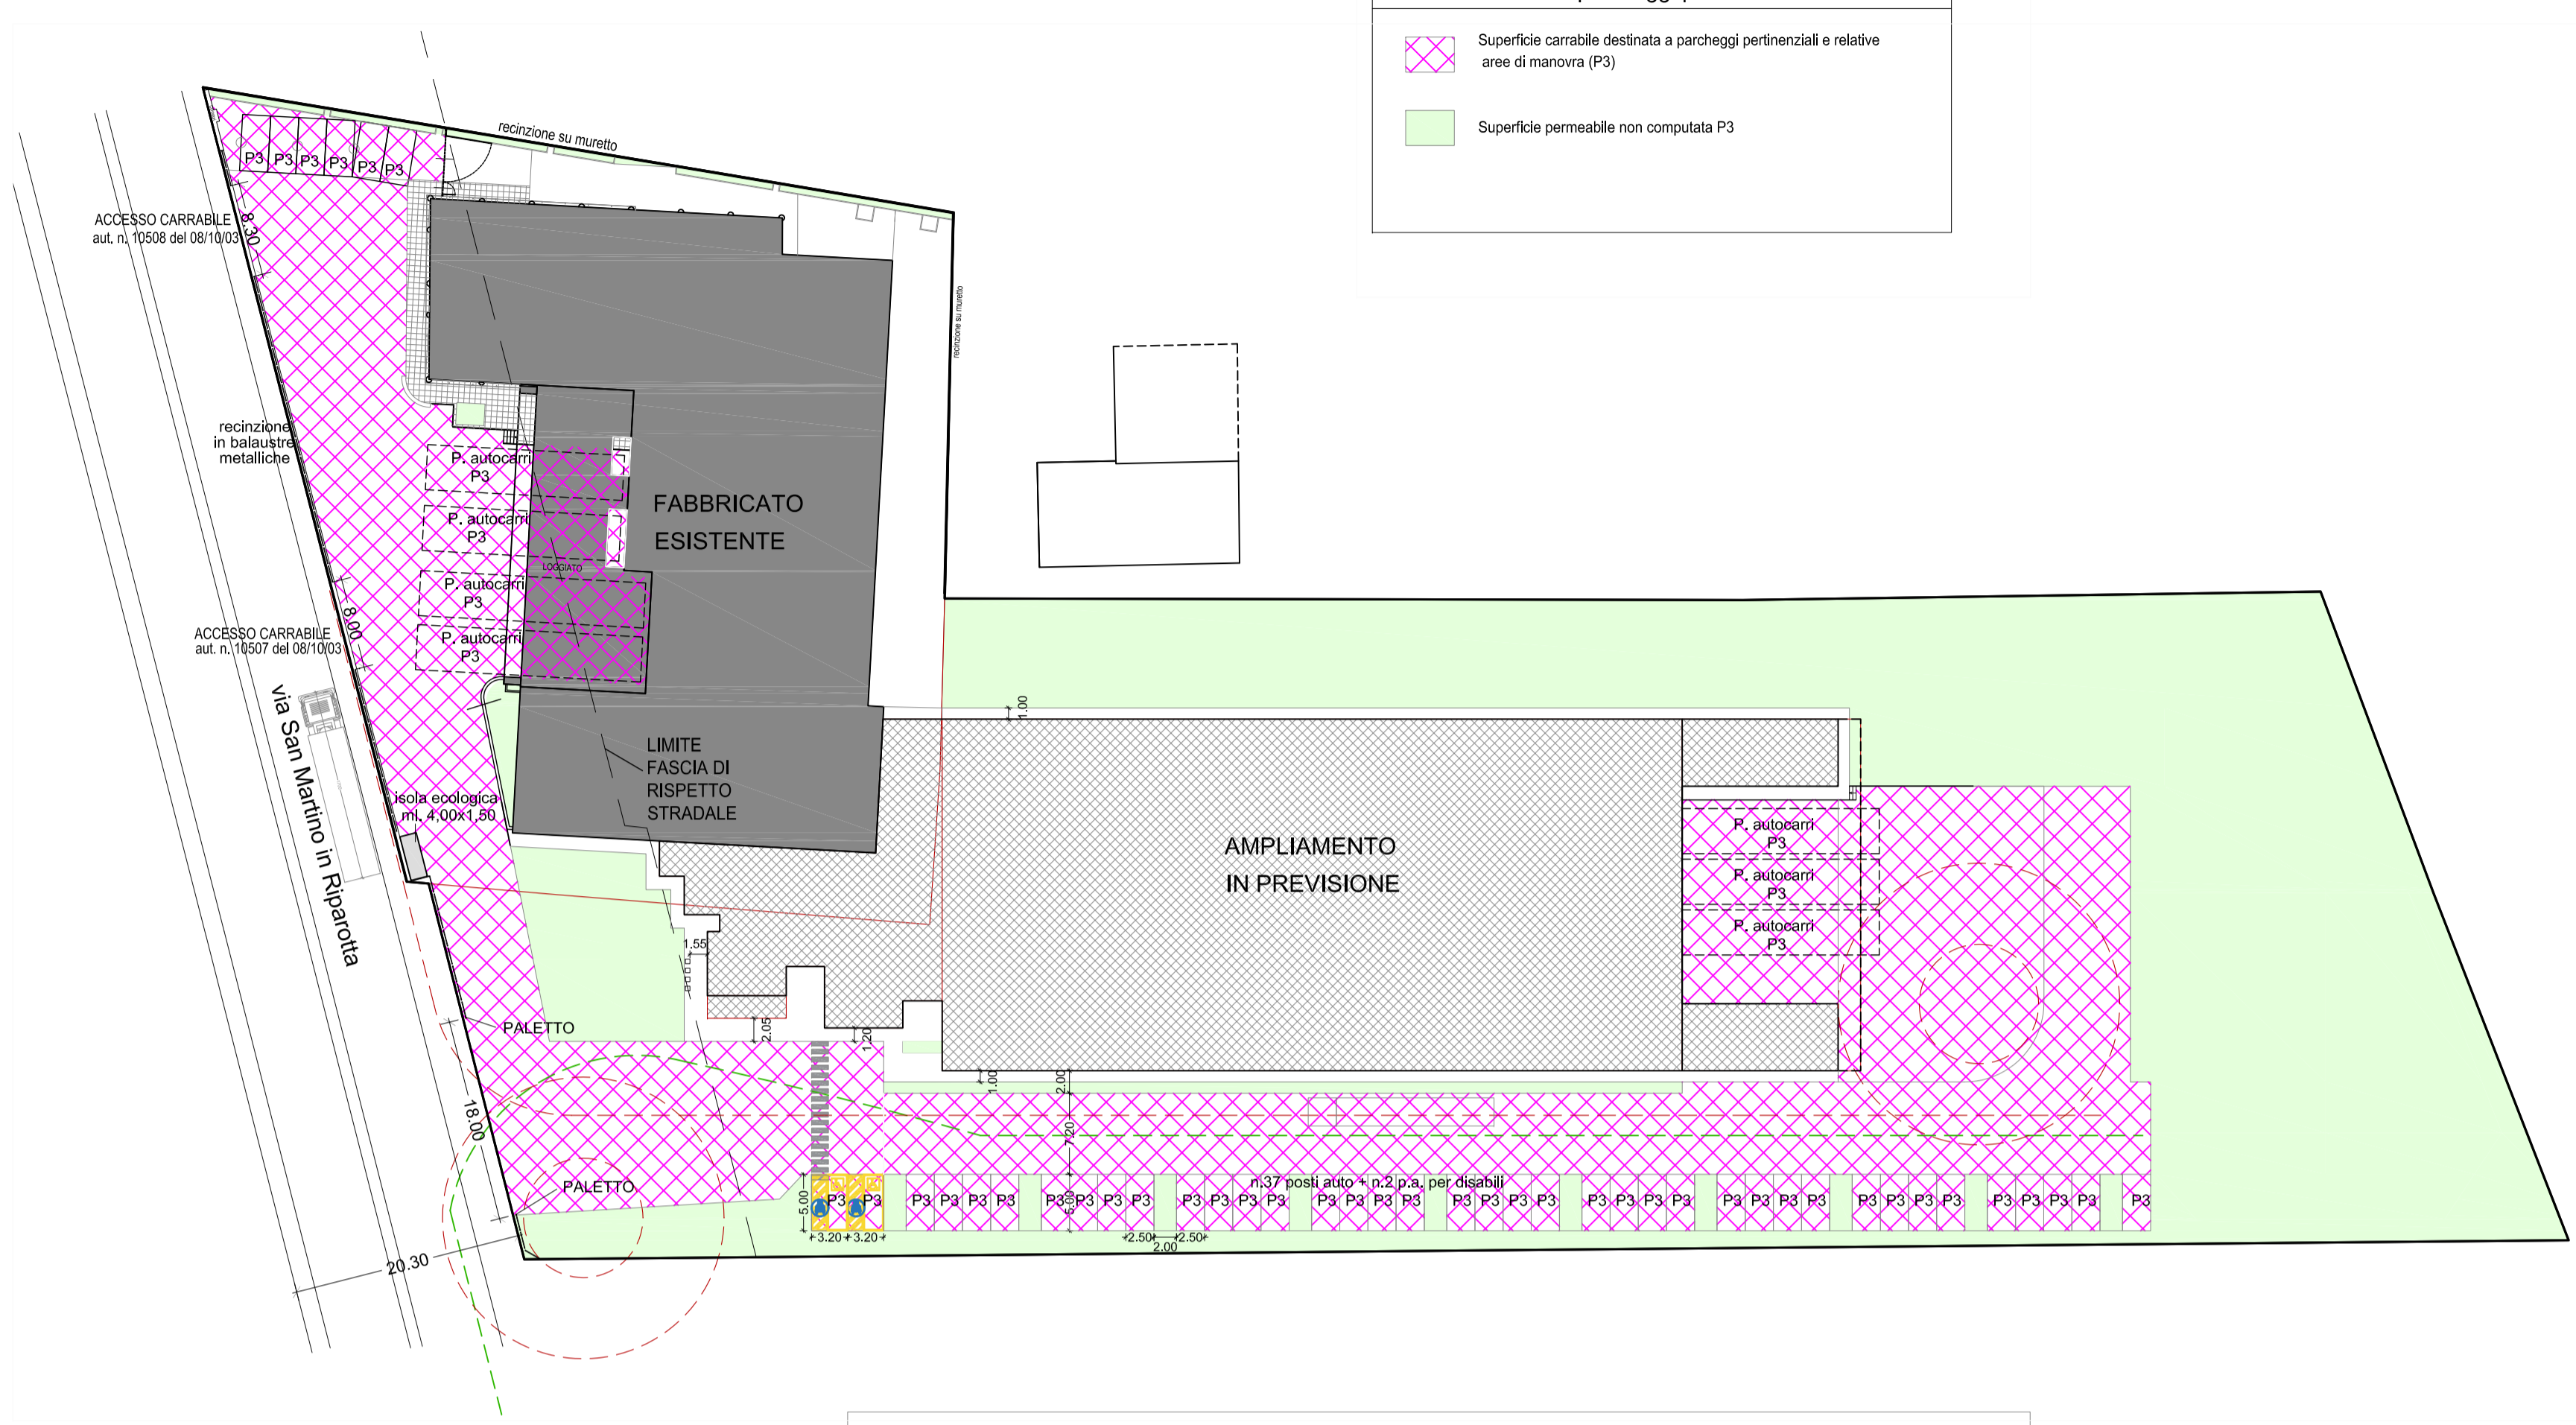 Superficie carrabile destinata a parcheggi pertinenziali e relative
aree di manovra (P3)
Superficie permeabile non computata P3
recinzione su muretto
P3 P3 P3 P3 P3 P3
ACCESSO CARRABILE
aut. n. 10508 del 08/10/03
8.30
recinzione su muretto
recinzione
in balaustre
metalliche
P. autocarri
P3
P. autocarri
P3
LOGGIATO
P. autocarri
P3
P. autocarri
P3
FABBRICATO
ESISTENTE
8.00
ACCESSO CARRABILE
aut. n. 10507 del 08/10/03
via San Martino in Riparotta
1.00
LIMITE
FASCIA DI
RISPETTO
STRADALE
isola ecologica
ml. 4,00x1,50
AMPLIAMENTO
IN PREVISIONE
P. autocarri
P3
P. autocarri
P3
P. autocarri
P3
1.55
PALETTO
2.05
1.20
1.00
2.00
18.00
7.20
PALETTO
n.37 posti auto + n.2 p.a. per disabili
5.00
5.00
P3 P3 P3 P3 P3 P3 P3 P3 P3 P3 P3 P3 P3 P3 P3 P3 P3 P3 P3 P3 P3 P3 P3 P3 P3 P3 P3 P3 P3 P3 P3 P3 P3 P3 P3 P3 P3 P3 P3
3.20 3.20
2.50 2.50
2.00
20.30